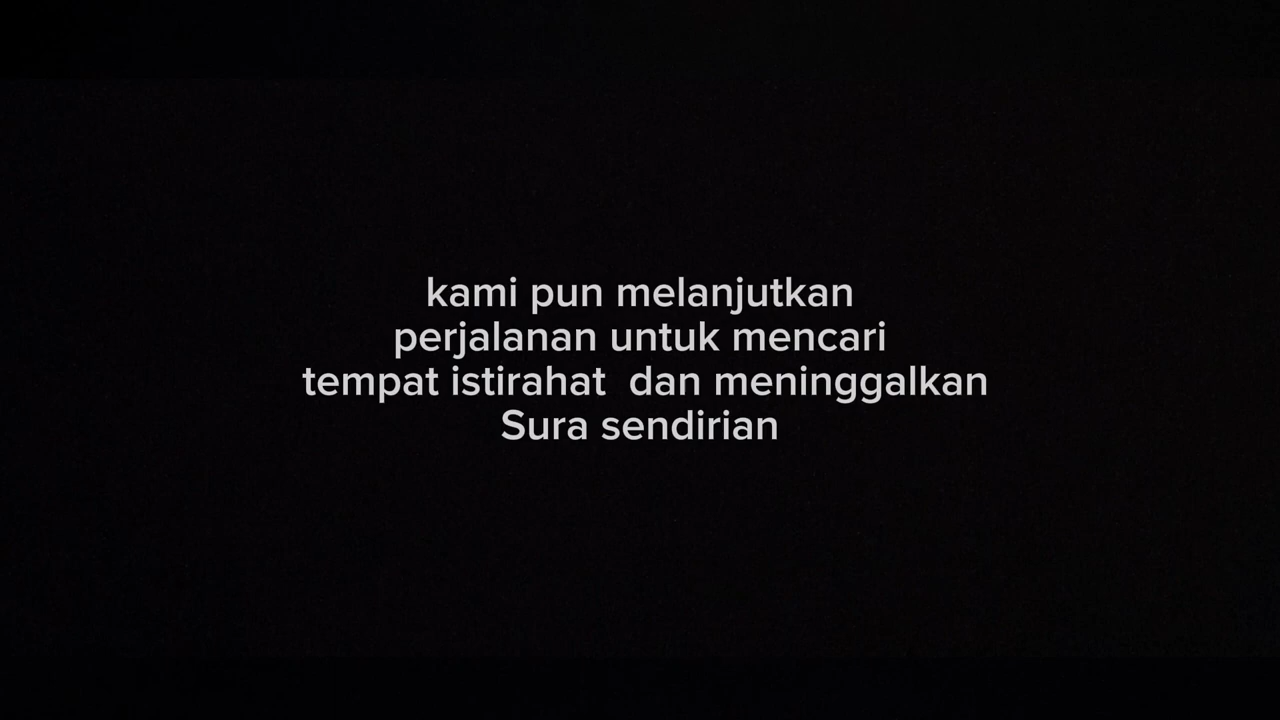 kami pun melanjutkan
perjalanan untuk mencari
tempat istirahat  dan meninggalkan
Sura sendirian